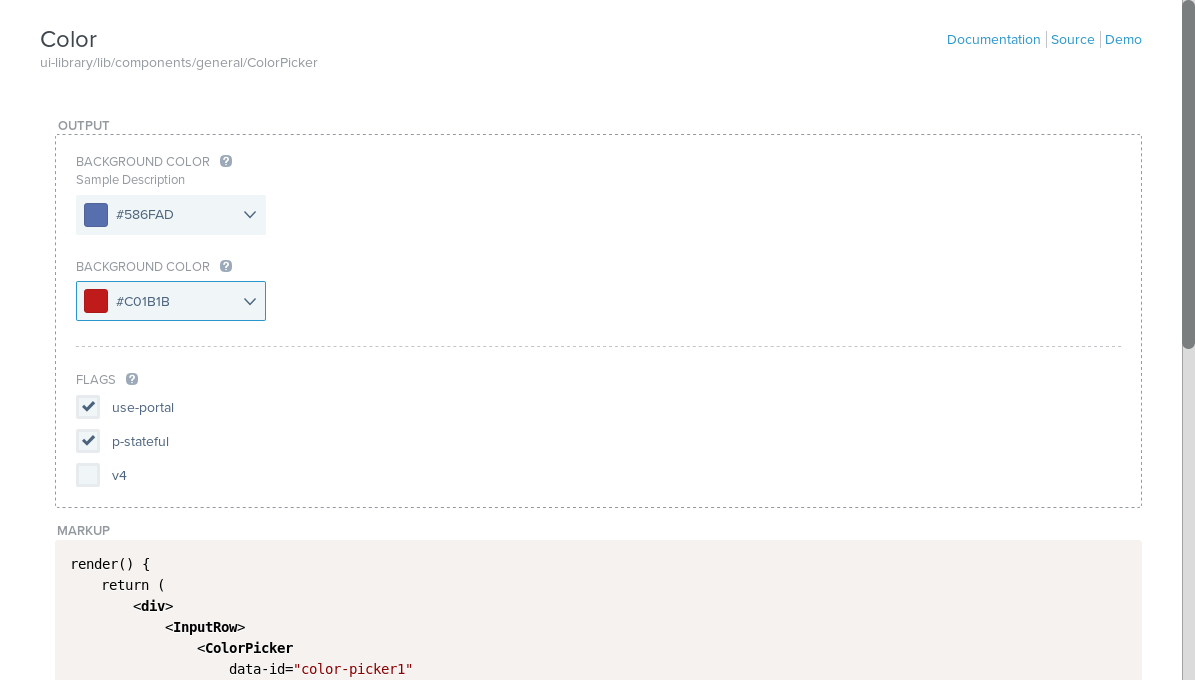 Color
Documentation Source Demo
ui-library/lib/components/general/ColorPicker
OUTPUT
BACKGROUND COLOR ?
Sample Description
#586FAD
BACKGROUND COLOR ?
#C01B1B
FLAGS ?
use-portal
p-stateful
v4
MARKUP
render() {
    return (
        <div>
            <InputRow>
                <ColorPicker
                    data-id="color-picker1"